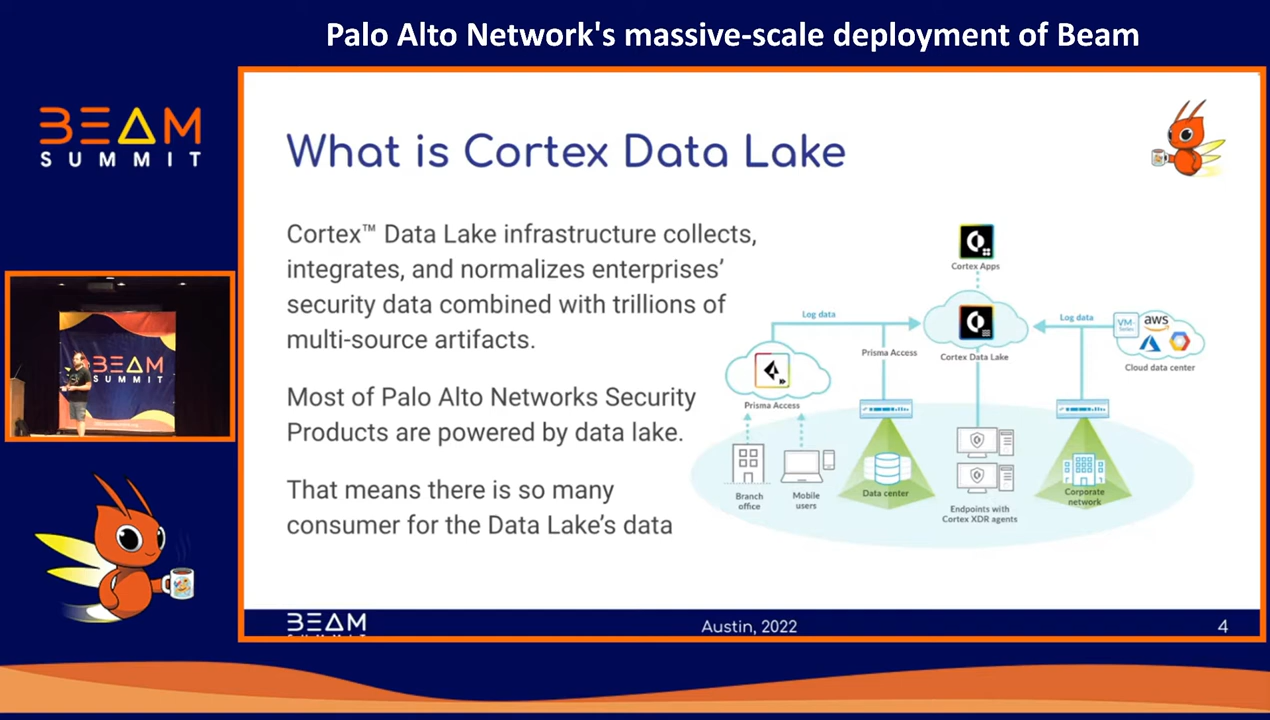 Palo Alto Network's massive-scale deployment of Beam
BEAM
SUMMIT
What is Cortex Data Lake
Cortex™ Data Lake infrastructure collects,
integrates, and normalizes enterprises’
security data combined with trillions of
multi-source artifacts.
Most of Palo Alto Networks Security
Products are powered by data lake.
That means there is so many
consumer for the Data Lake’s data
Cortex Apps
Log data
Log data
VM-
Series
aws
Prisma Access
Cortex Data Lake
Cloud data center
Prisma Access
Branch
office
Mobile
users
Data center
Endpoints with
Cortex XDR agents
Corporate
network
BEAM
SUMMIT
BEAM
Austin, 2022
4